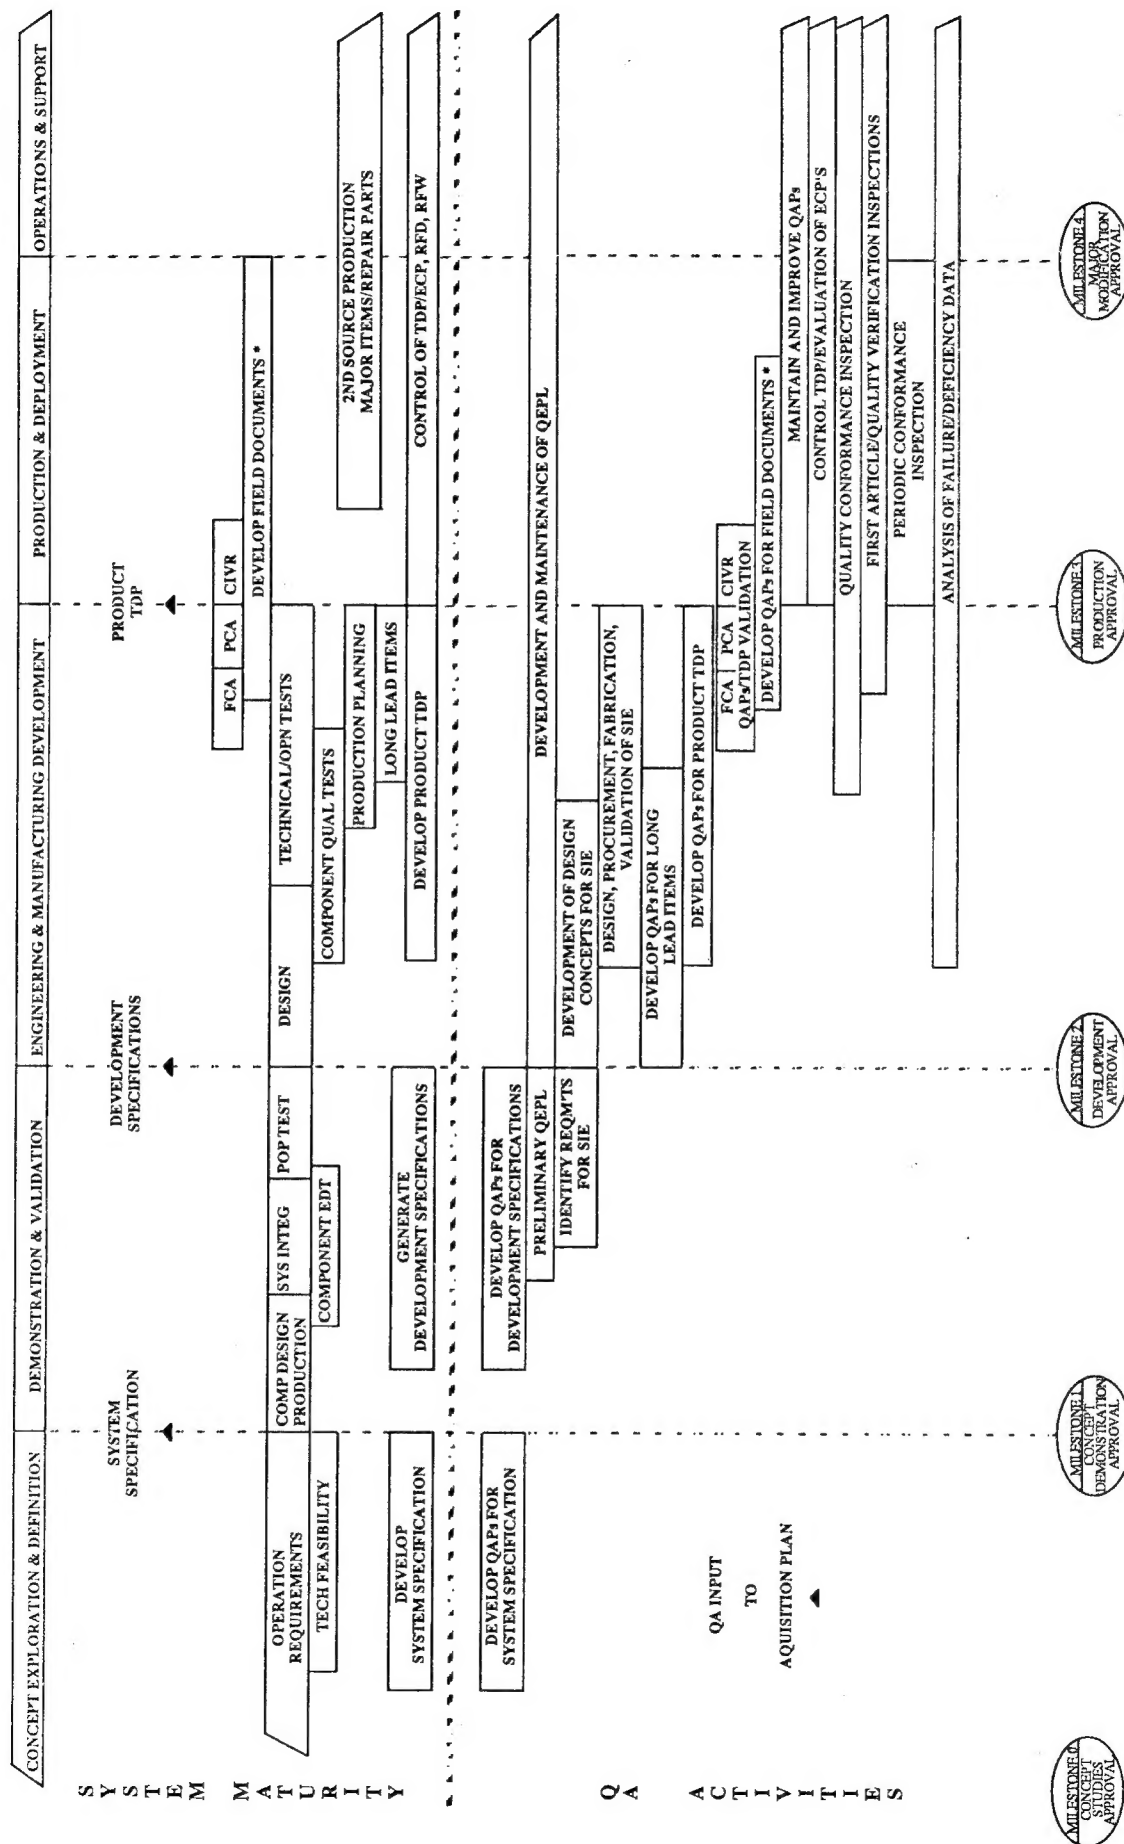 CONCEPT EXPLORATION & DEFINITION
DEMONSTRATION & VALIDATION
ENGINEERING & MANUFACTURING DEVELOPMENT
PRODUCTION & DEPLOYMENT
OPERATIONS & SUPPORT
SYSTEM
SPECIFICATION
DEVELOPMENT
SPECIFICATIONS
PRODUCT
TDP
SYSTEM MATURITY
FCA
PCA
CIVR
DEVELOP FIELD DOCUMENTS *
OPERATION
REQUIREMENTS
COMP DESIGN
PRODUCTION
SYS INTEG
POP TEST
DESIGN
TECHNICAL/OPN TESTS
TECH FEASIBILITY
COMPONENT EDT
COMPONENT QUAL TESTS
PRODUCTION PLANNING
2ND SOURCE PRODUCTION
MAJOR ITEMS/REPAIR PARTS
LONG LEAD ITEMS
DEVELOP
SYSTEM SPECIFICATION
GENERATE
DEVELOPMENT SPECIFICATIONS
DEVELOP PRODUCT TDP
CONTROL OF TDP/ECP, RFD, RFW
QA ACTIVITIES
DEVELOP QAPs FOR
SYSTEM SPECIFICATION
DEVELOP QAPs FOR
DEVELOPMENT SPECIFICATIONS
PRELIMINARY QEPL
DEVELOPMENT AND MAINTENANCE OF QEPL
IDENTIFY REQM'TS
FOR SIE
DEVELOPMENT OF DESIGN
CONCEPTS FOR SIE
DESIGN, PROCUREMENT, FABRICATION,
VALIDATION OF SIE
DEVELOP QAPs FOR LONG
LEAD ITEMS
DEVELOP QAPs FOR PRODUCT TDP
QA INPUT
TO
AQUISITION PLAN
FCA
PCA
CIVR
QAPs/TDP VALIDATION
DEVELOP QAPs FOR FIELD DOCUMENTS *
MAINTAIN AND IMPROVE QAPs
CONTROL TDP/EVALUATION OF ECP'S
QUALITY CONFORMANCE INSPECTION
FIRST ARTICLE/QUALITY VERIFICATION INSPECTIONS
PERIODIC CONFORMANCE
INSPECTION
ANALYSIS OF FAILURE/DEFICIENCY DATA
MILESTONE 0
CONCEPT
STUDIES
APPROVAL
MILESTONE 1
CONCEPT
DEMONSTRATION
APPROVAL
MILESTONE 2
DEVELOPMENT
APPROVAL
MILESTONE 3
PRODUCTION
APPROVAL
MILESTONE 4
MAJOR
MODIFICATION
APPROVAL